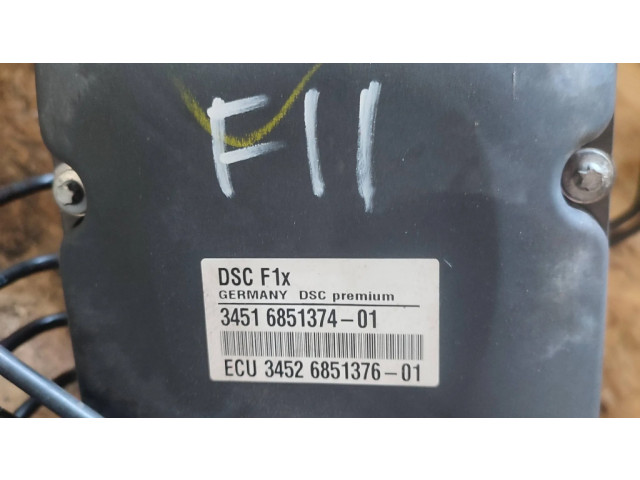 F11
DSC F1x
GERMANY DSC premium
3451 6851374-01
ECU 3452 6851376-01